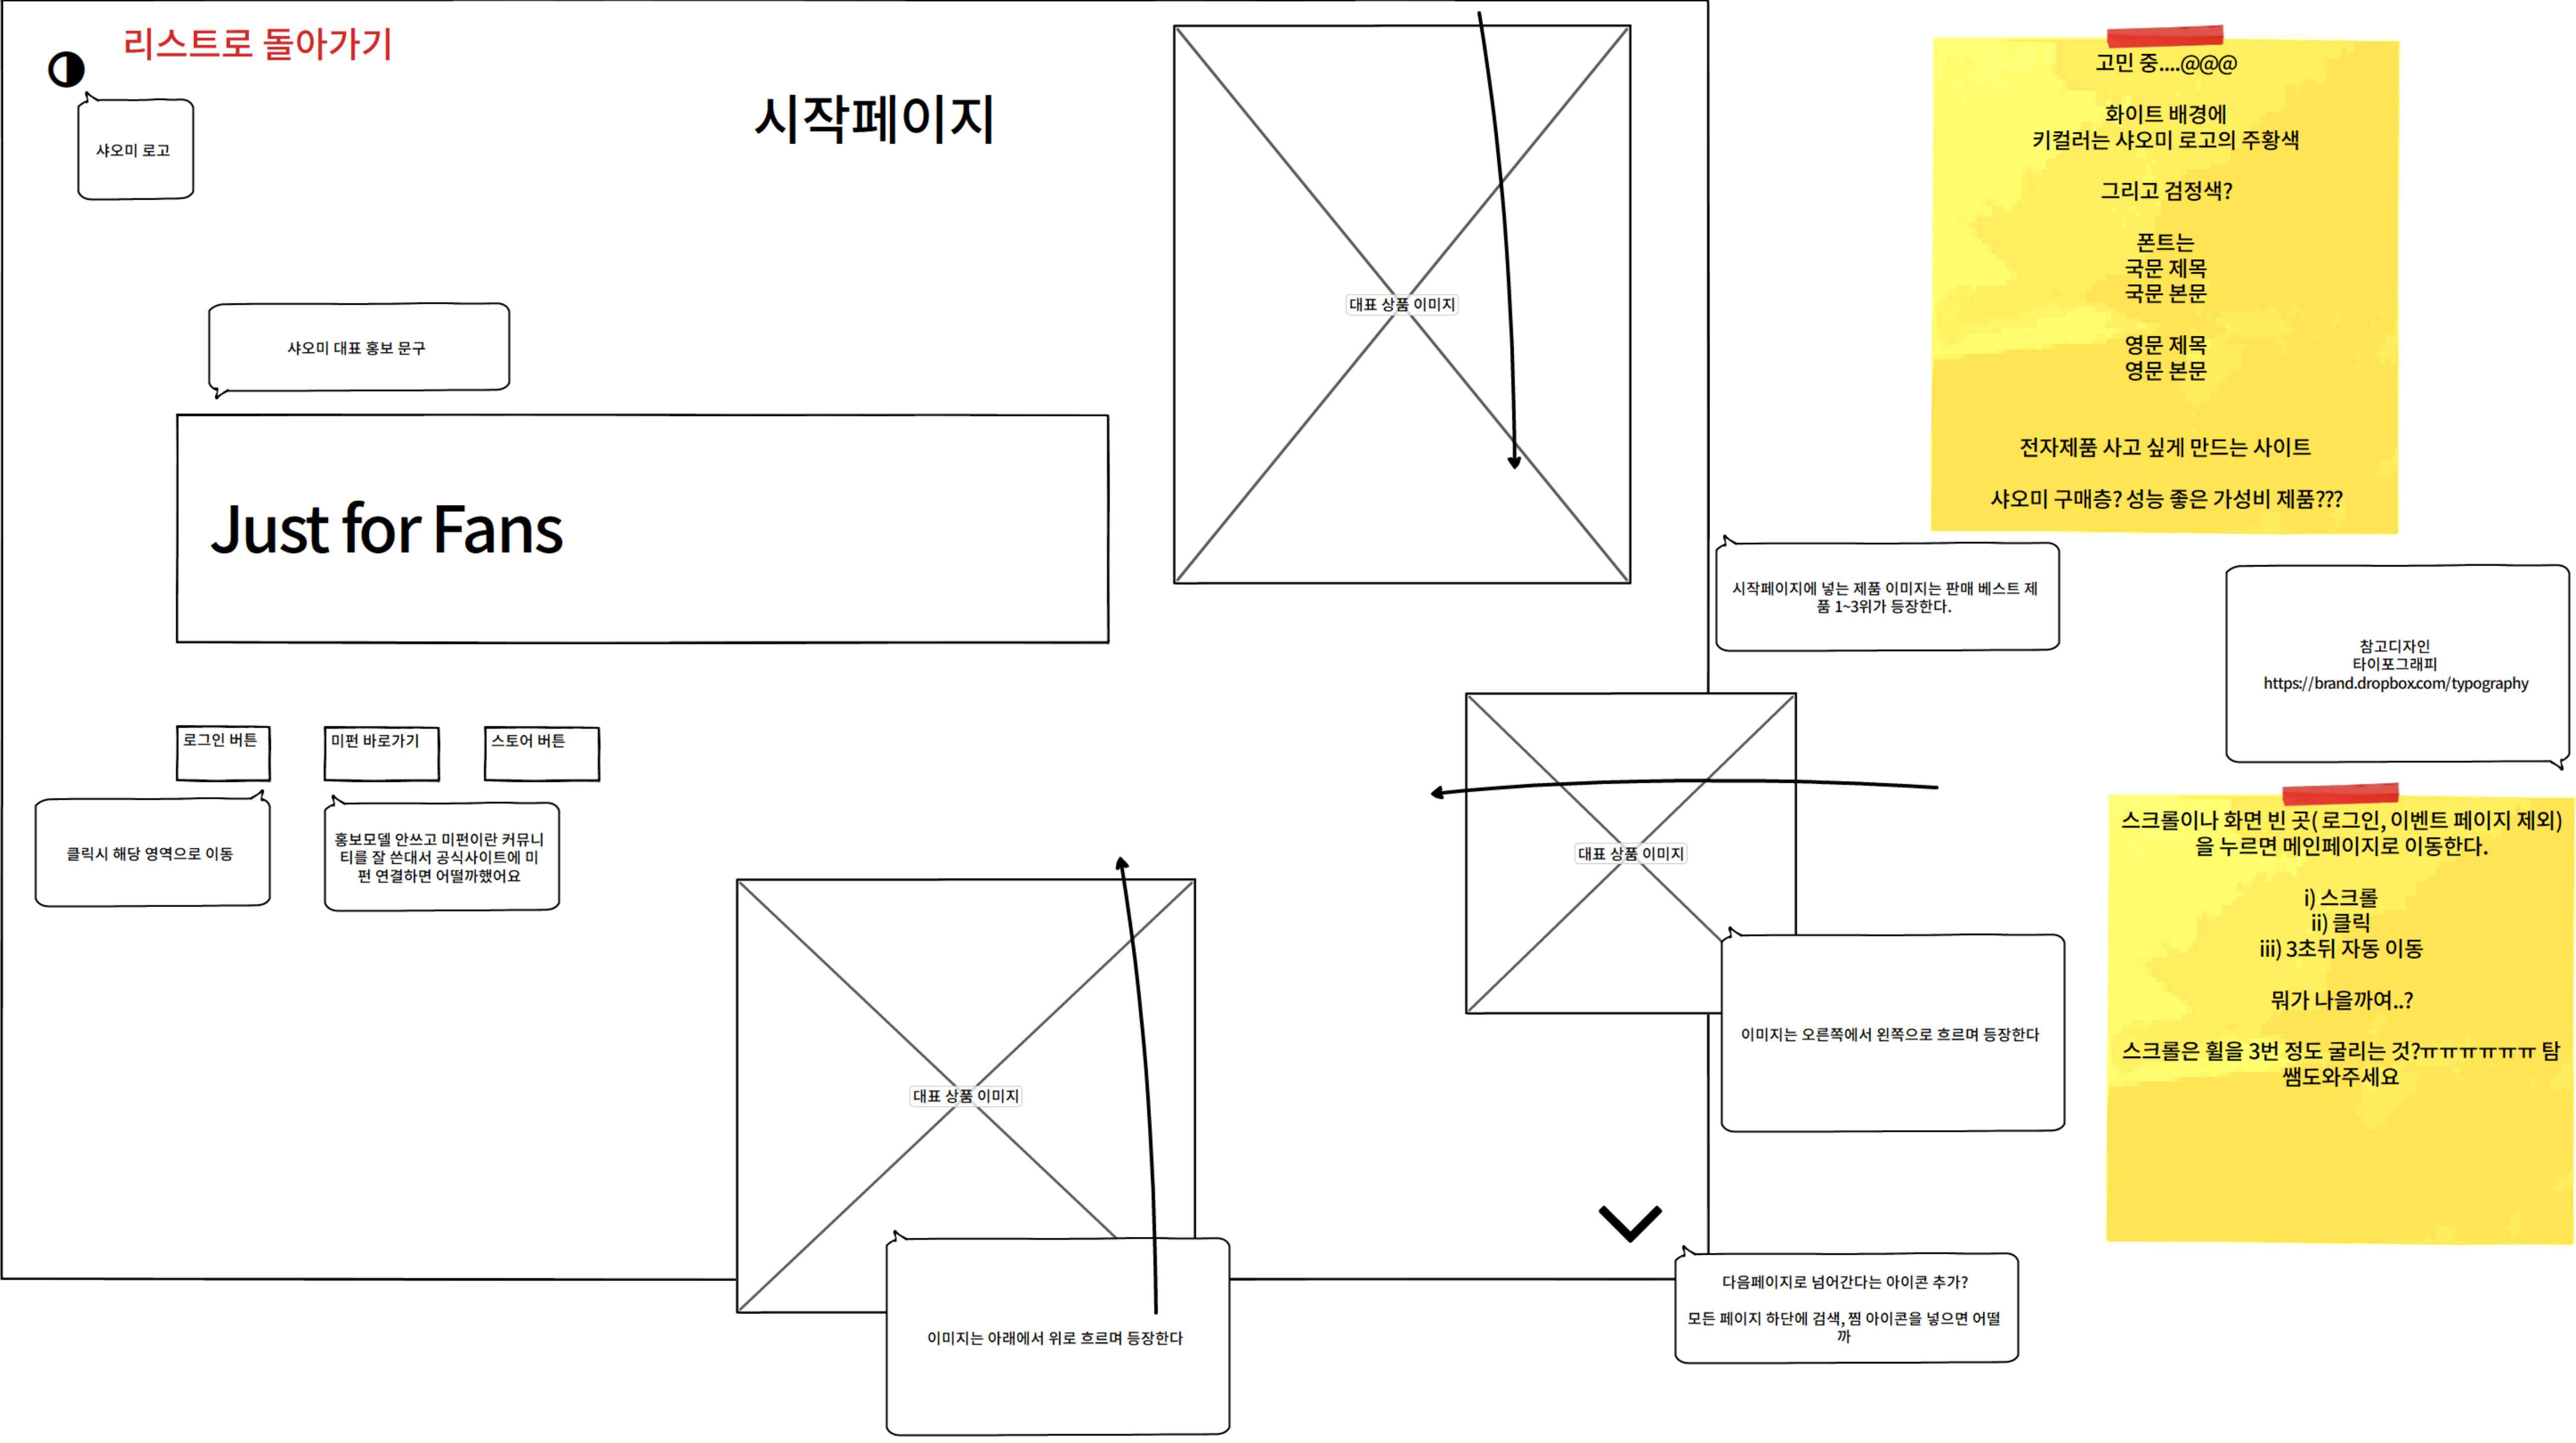 리스트로 돌아가기
샤오미 로고
시작페이지
대표 상품 이미지
샤오미 대표 홍보 문구
Just for Fans
로그인 버튼
미펀 바로가기
스토어 버튼
클릭시 해당 영역으로 이동
홍보모델 안쓰고 미펀이란 커뮤니
티를 잘 쓴대서 공식사이트에 미
펀 연결하면 어떨까했어요
대표 상품 이미지
이미지는 아래에서 위로 흐르며 등장한다
대표 상품 이미지
이미지는 오른쪽에서 왼쪽으로 흐르며 등장한다
시작페이지에 넣는 제품 이미지는 판매 베스트 제
품 1~3위가 등장한다.
다음페이지로 넘어간다는 아이콘 추가?
모든 페이지 하단에 검색, 찜 아이콘을 넣으면 어떨
까
고민 중....@@@
화이트 배경에
키컬러는 샤오미 로고의 주황색
그리고 검정색?
폰트는
국문 제목
국문 본문
영문 제목
영문 본문
전자제품 사고 싶게 만드는 사이트
샤오미 구매층? 성능 좋은 가성비 제품???
참고디자인
타이포그래피
https://brand.dropbox.com/typography
스크롤이나 화면 빈 곳( 로그인, 이벤트 페이지 제외)
을 누르면 메인페이지로 이동한다.
i) 스크롤
ii) 클릭
iii) 3초뒤 자동 이동
뭐가 나을까여..?
스크롤은 휠을 3번 정도 굴리는 것?ㅠㅠㅠㅠㅠㅠ 탐
쌤도와주세요